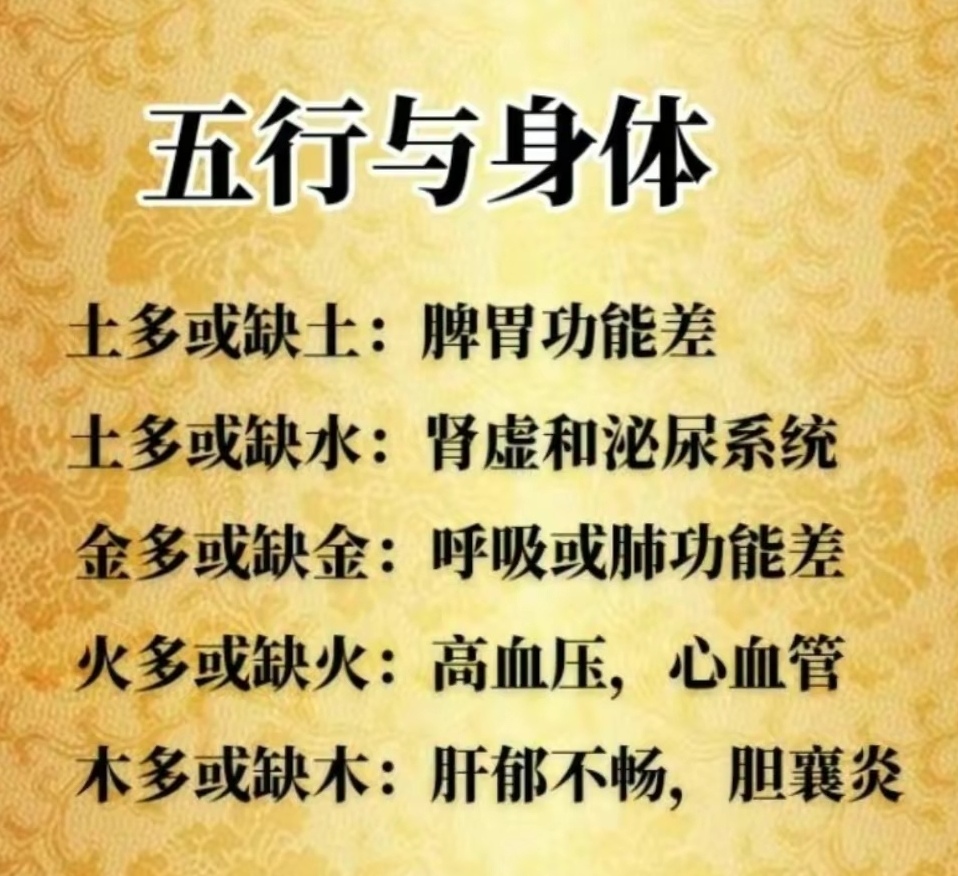 五行与身体
土多或缺土：脾胃功能差
土多或缺水：肾虚和泌尿系统
金多或缺金：呼吸或肺功能差
火多或缺火：高血压，心血管
木多或缺木：肝郁不畅，胆襄炎